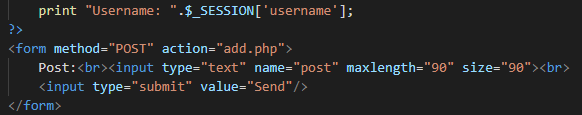 print "Username: ".$_SESSION['username'];
?>
<form method="POST" action="add.php">
Post:<br><input type="text" name="post" maxlength="90" size="90"><br>
<input type="submit" value="Send"/>
</form>